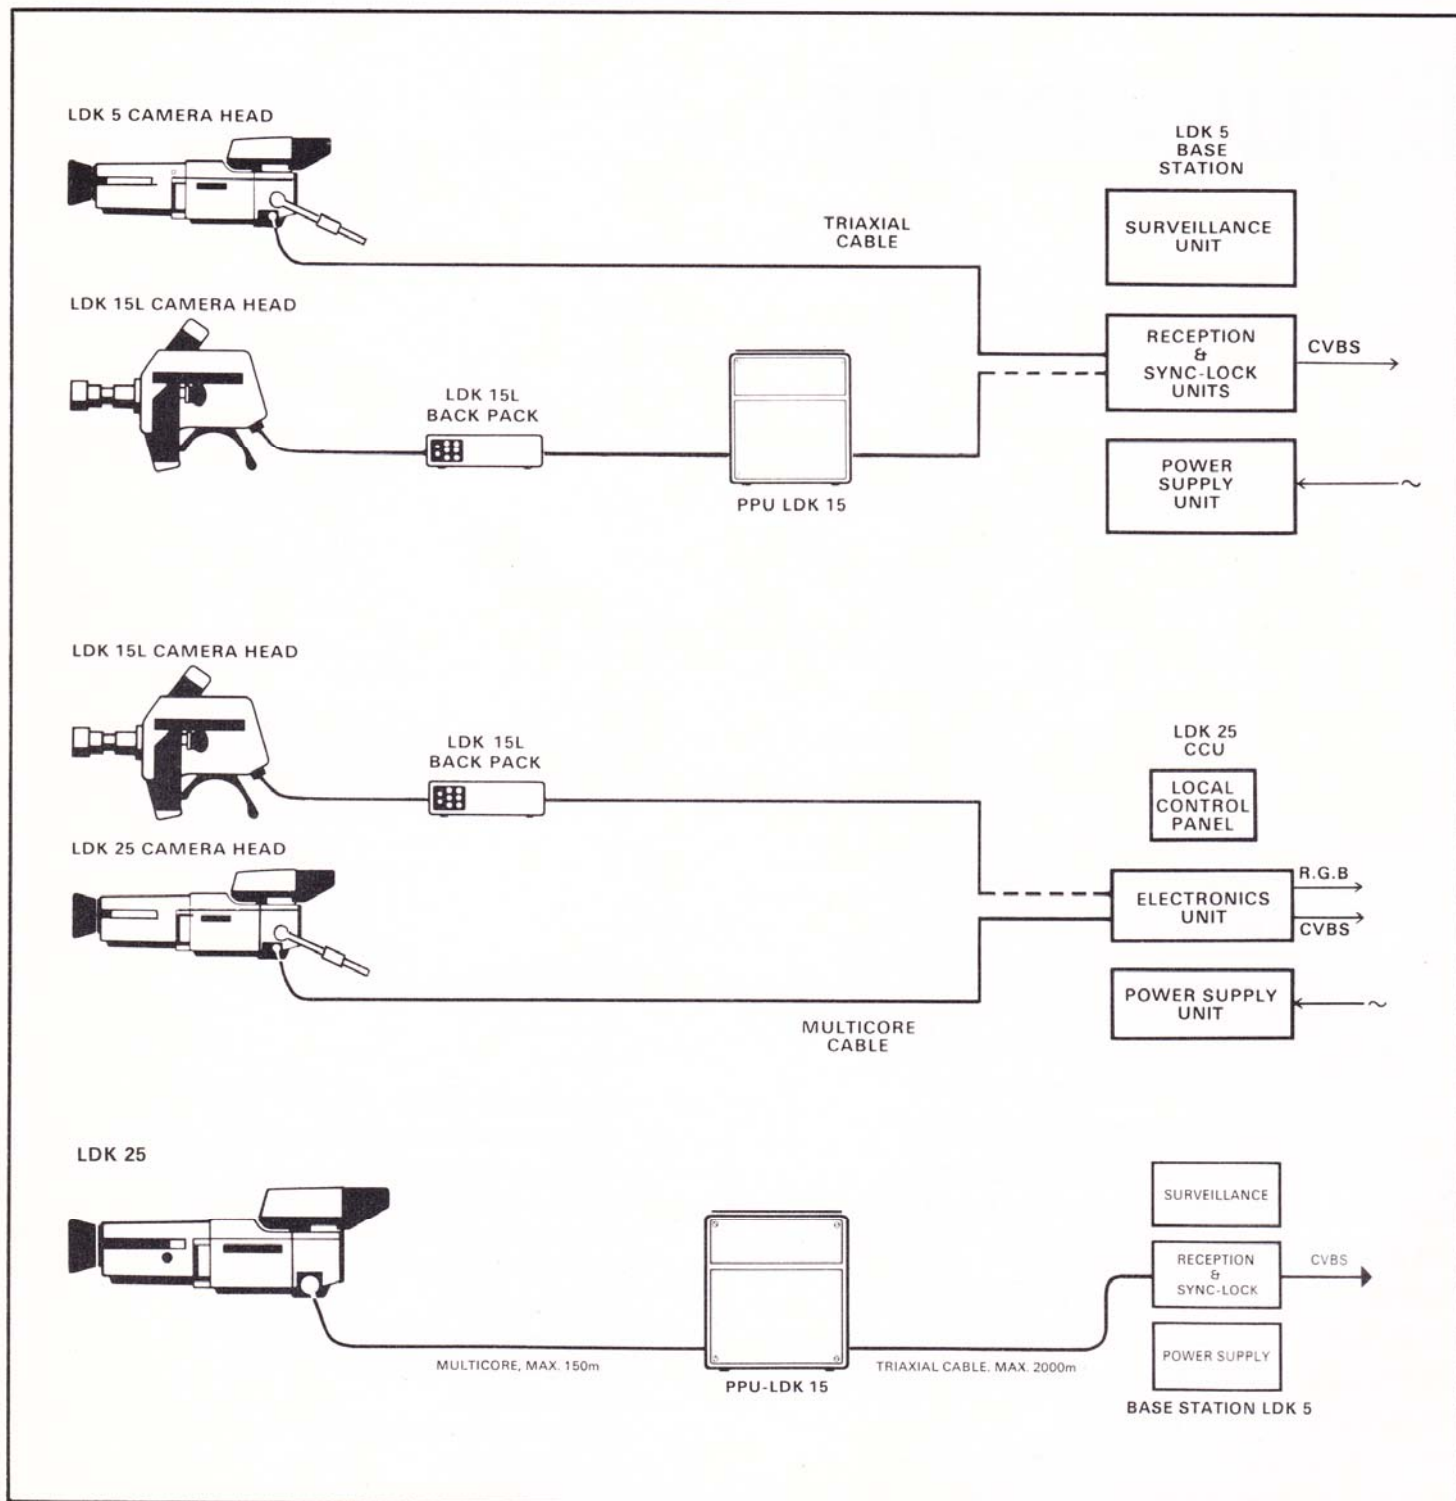 LDK 5 CAMERA HEAD
LDK 5
BASE
STATION
TRIAXIAL
CABLE
SURVEILLANCE
UNIT
LDK 15L CAMERA HEAD
LDK 15L
BACK PACK
PPU LDK 15
RECEPTION
&
SYNC-LOCK
UNITS
CVBS
POWER
SUPPLY
UNIT
~
LDK 15L CAMERA HEAD
LDK 15L
BACK PACK
LDK 25
CCU
LOCAL
CONTROL
PANEL
LDK 25 CAMERA HEAD
ELECTRONICS
UNIT
R.G.B
CVBS
MULTICORE
CABLE
POWER SUPPLY
UNIT
~
LDK 25
MULTICORE, MAX. 150m
PPU-LDK 15
TRIAXIAL CABLE. MAX. 2000m
SURVEILLANCE
RECEPTION
&
SYNC-LOCK
CVBS
POWER SUPPLY
BASE STATION LDK 5